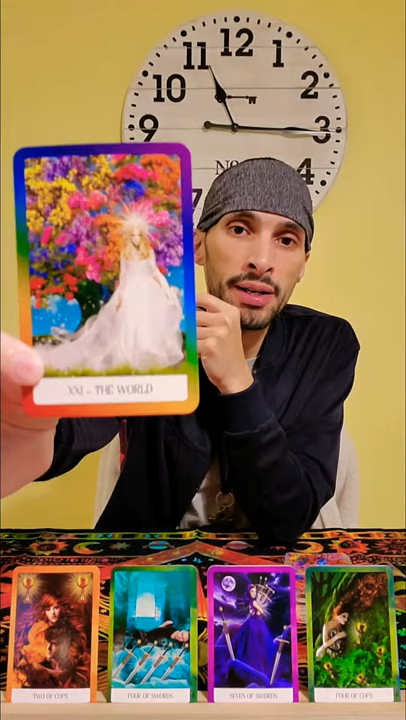 11 12 1
10 2
9 3
4
XXI - THE WORLD
TWO OF CUPS
FOUR OF SWORDS
SEVEN OF SWORDS
FOUR OF CUPS